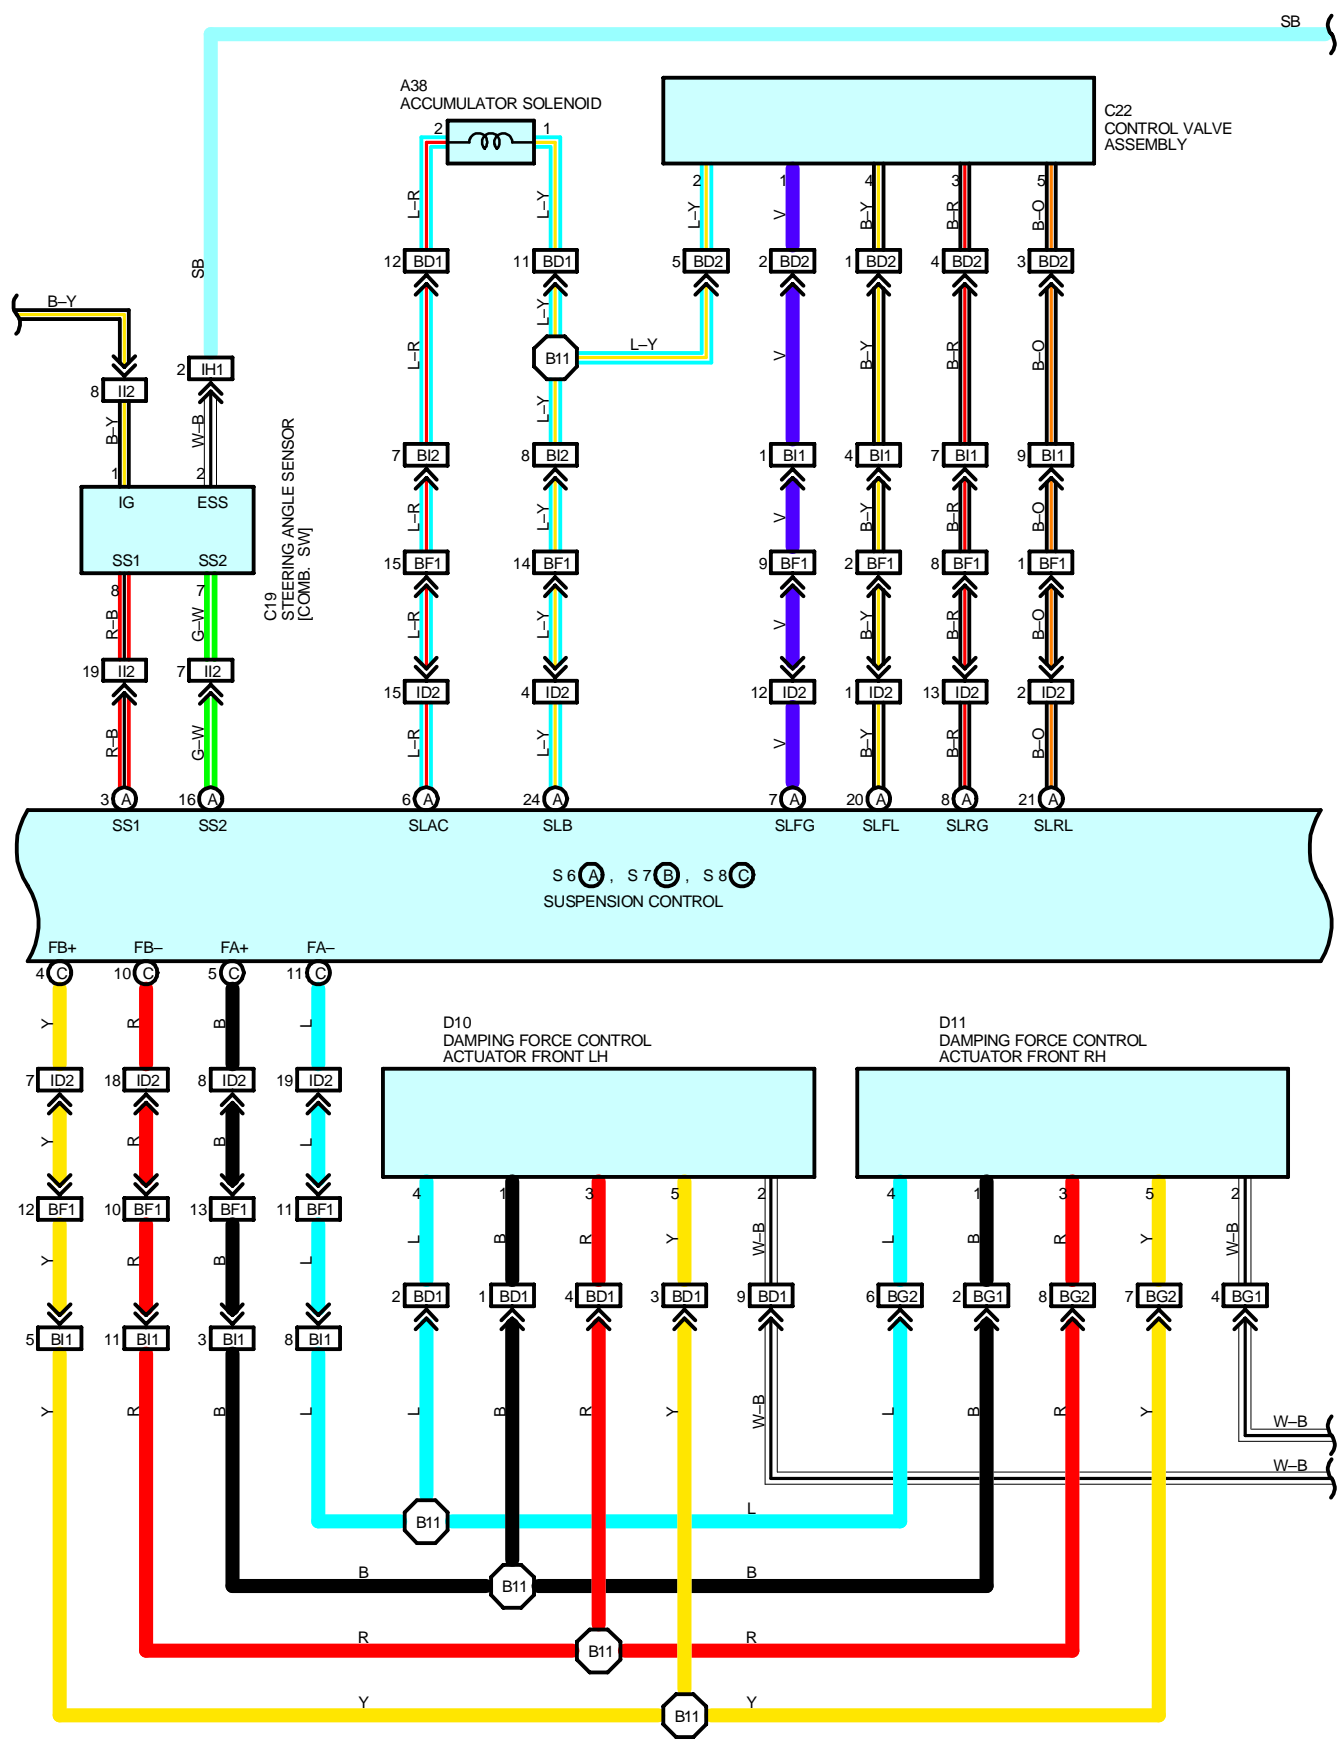 SB
A38
ACCUMULATOR SOLENOID
2 1
C22
CONTROL VALVE
ASSEMBLY
2 1 4 3 5
L–R L–Y L–Y V B–Y B–R B–O
SB
12 BD1 11 BD1 5 BD2 2 BD2 1 BD2 4 BD2 3 BD2
B–Y
L–Y
L–R B11 L–Y V B–Y B–R B–O
2 IH1
8 II2
B–Y W–B L–Y
7 BI2 8 BI2 1 BI1 4 BI1 7 BI1 9 BI1
1 2
IG ESS
SS1 SS2
C19
STEERING ANGLE SENSOR
[COMB. SW]
L–R L–Y V B–Y B–R B–O
15 BF1 14 BF1 9 BF1 2 BF1 8 BF1 1 BF1
8 7
R–B G–W L–R L–Y V B–Y B–R B–O
19 II2 7 II2
15 ID2 4 ID2 12 ID2 1 ID2 13 ID2 2 ID2
R–B G–W L–R L–Y V B–Y B–R B–O
3 A 16 A 6 A 24 A 7 A 20 A 8 A 21 A
SS1 SS2 SLAC SLB SLFG SLFL SLRG SLRL
S 6 A , S 7 B , S 8 C
SUSPENSION CONTROL
FB+ FB– FA+ FA–
4 C 10 C 5 C 11 C
Y R B L
D10
DAMPING FORCE CONTROL
ACTUATOR FRONT LH
D11
DAMPING FORCE CONTROL
ACTUATOR FRONT RH
7 ID2 18 ID2 8 ID2 19 ID2
Y R B L
4 1 3 5 2 4 1 3 5 2
12 BF1 10 BF1 13 BF1 11 BF1
Y R B L L B R Y W–B L B R Y W–B
2 BD1 1 BD1 4 BD1 3 BD1 9 BD1 6 BG2 2 BG1 8 BG2 7 BG2 4 BG1
5 BI1 11 BI1 3 BI1 8 BI1
Y R B L L B R Y W–B L B R Y
W–B
W–B
L
B11
B B
B11
R R
B11
Y Y
B11